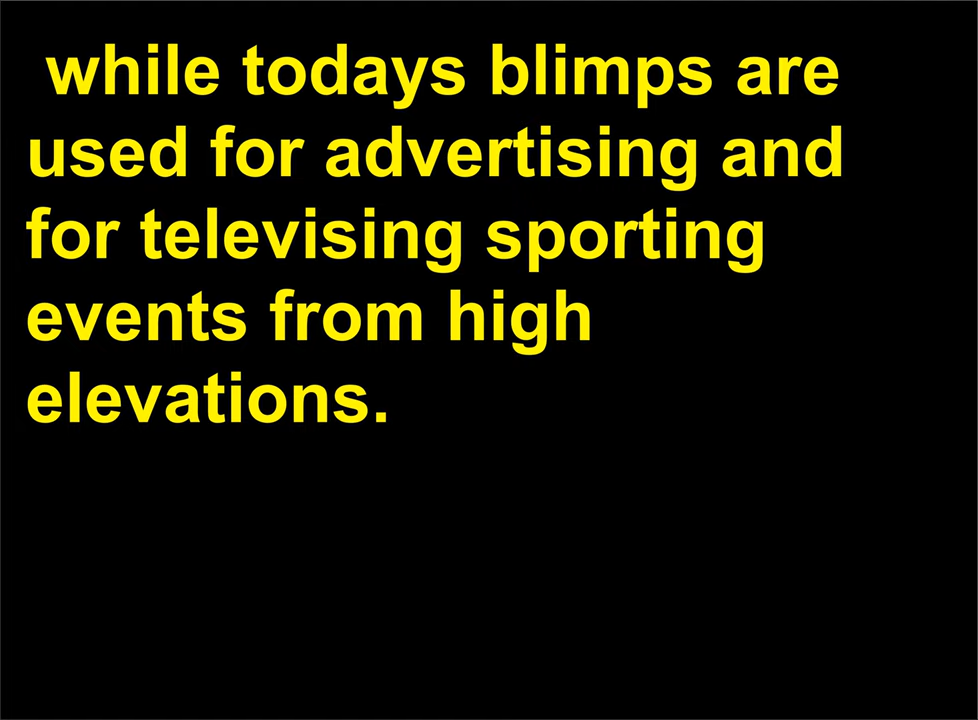 while todays blimps are
used for advertising and
for televising sporting
events from high
elevations.